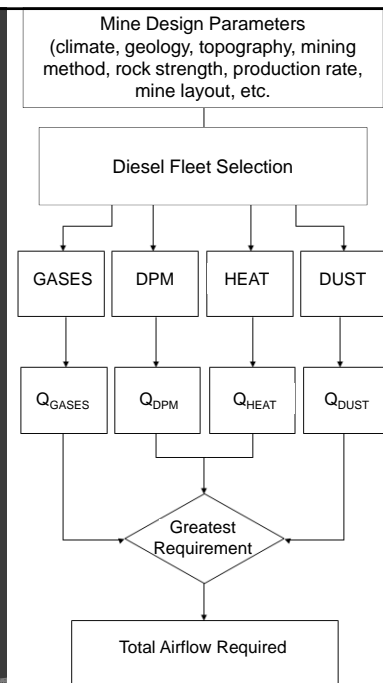 Mine Design Parameters
(climate, geology, topography, mining
method, rock strength, production rate,
mine layout, etc.
Diesel Fleet Selection
GASES DPM HEAT DUST
QGASES QDPM QHEAT QDUST
Greatest
Requirement
Total Airflow Required